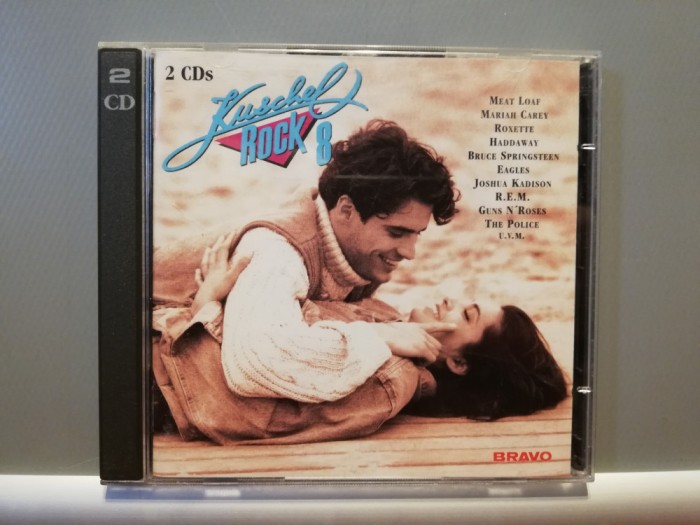 2
CD
2 CDs
Kuschel
ROCK 8
MEAT LOAF
MARIAH CAREY
ROXETTE
HADDAWAY
BRUCE SPRINGSTEEN
EAGLES
JOSHUA KADISON
R.E.M.
GUNS N´ROSES
THE POLICE
U.V.M.
BRAVO